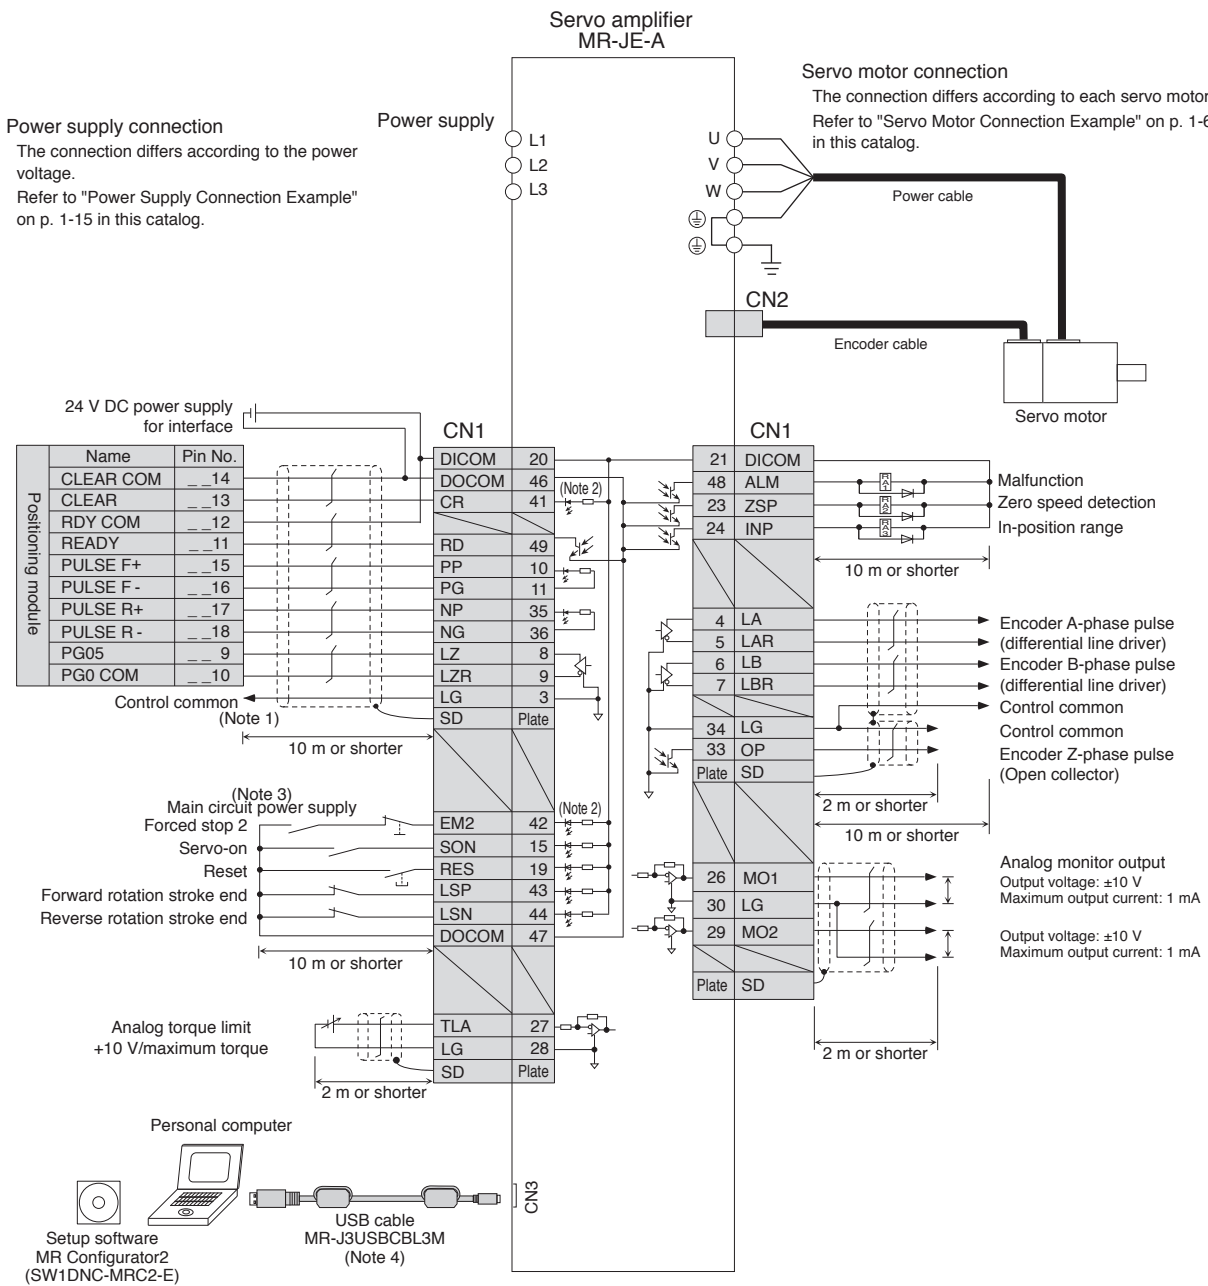 Servo amplifier
MR-JE-A
Servo motor connection
The connection differs according to each servo motor
Refer to "Servo Motor Connection Example" on p. 1-6
in this catalog.
Power supply connection
The connection differs according to the power
voltage.
Refer to "Power Supply Connection Example"
on p. 1-15 in this catalog.
Power supply
L1
L2
L3
U
V
W
Power cable
CN2
Encoder cable
Servo motor
24 V DC power supply
for interface
Positioning module
Name Pin No.
CLEAR COM _ _14
CLEAR _ _13
RDY COM _ _12
READY _ _11
PULSE F+ _ _15
PULSE F - _ _16
PULSE R+ _ _17
PULSE R - _ _18
PG05 _ _ 9
PG0 COM _ _10
Control common
(Note 1)
10 m or shorter
CN1
DICOM 20
DOCOM 46
CR 41
(Note 2)
RD 49
PP 10
PG 11
NP 35
NG 36
LZ 8
LZR 9
LG 3
SD Plate
(Note 3)
Main circuit power supply
Forced stop 2
Servo-on
Reset
Forward rotation stroke end
Reverse rotation stroke end
10 m or shorter
(Note 2)
EM2 42
SON 15
RES 19
LSP 43
LSN 44
DOCOM 47
Analog torque limit
+10 V/maximum torque
2 m or shorter
TLA 27
LG 28
SD Plate
CN1
21 DICOM
48 ALM
23 ZSP
24 INP
RA1
RA2
RA3
Malfunction
Zero speed detection
In-position range
10 m or shorter
4 LA
5 LAR
6 LB
7 LBR
34 LG
33 OP
Plate SD
Encoder A-phase pulse
(differential line driver)
Encoder B-phase pulse
(differential line driver)
Control common
Control common
Encoder Z-phase pulse
(Open collector)
2 m or shorter
10 m or shorter
26 MO1
30 LG
29 MO2
Plate SD
Analog monitor output
Output voltage: ±10 V
Maximum output current: 1 mA
Output voltage: ±10 V
Maximum output current: 1 mA
2 m or shorter
Personal computer
Setup software
MR Configurator2
(SW1DNC-MRC2-E)
USB cable
MR-J3USBCBL3M
(Note 4)
CN3